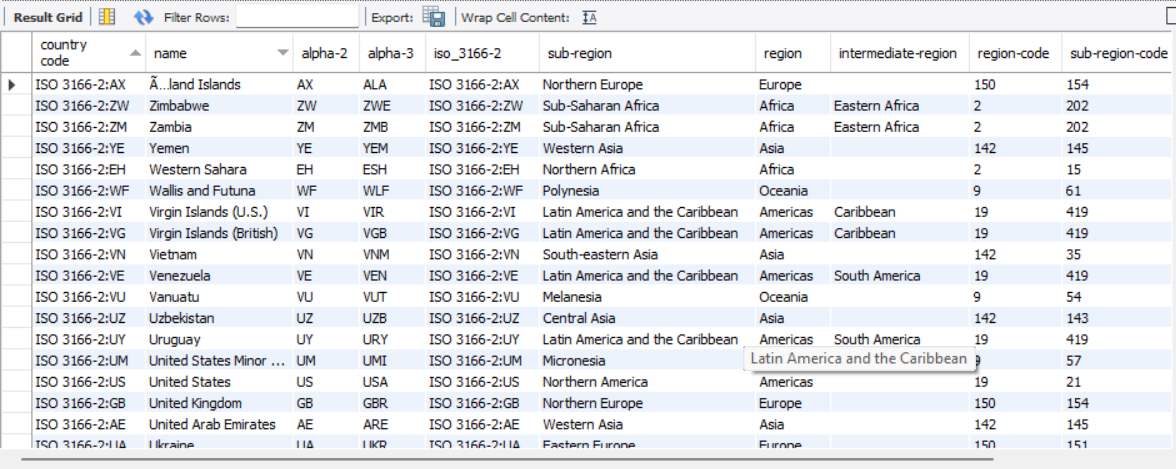 Result Grid Filter Rows: Export: Wrap Cell Content:
country code name alpha-2 alpha-3 iso_3166-2 sub-region region intermediate-region region-code sub-region-code
ISO 3166-2:AX Ã…land Islands AX ALA ISO 3166-2:AX Northern Europe Europe 150 154
ISO 3166-2:ZW Zimbabwe ZW ZWE ISO 3166-2:ZW Sub-Saharan Africa Africa Eastern Africa 2 202
ISO 3166-2:ZM Zambia ZM ZMB ISO 3166-2:ZM Sub-Saharan Africa Africa Eastern Africa 2 202
ISO 3166-2:YE Yemen YE YEM ISO 3166-2:YE Western Asia Asia 142 145
ISO 3166-2:EH Western Sahara EH ESH ISO 3166-2:EH Northern Africa Africa 2 15
ISO 3166-2:WF Wallis and Futuna WF WLF ISO 3166-2:WF Polynesia Oceania 9 61
ISO 3166-2:VI Virgin Islands (U.S.) VI VIR ISO 3166-2:VI Latin America and the Caribbean Americas Caribbean 19 419
ISO 3166-2:VG Virgin Islands (British) VG VGB ISO 3166-2:VG Latin America and the Caribbean Americas Caribbean 19 419
ISO 3166-2:VN Vietnam VN VNM ISO 3166-2:VN South-eastern Asia Asia 142 35
ISO 3166-2:VE Venezuela VE VEN ISO 3166-2:VE Latin America and the Caribbean Americas South America 19 419
ISO 3166-2:VU Vanuatu VU VUT ISO 3166-2:VU Melanesia Oceania 9 54
ISO 3166-2:UZ Uzbekistan UZ UZB ISO 3166-2:UZ Central Asia Asia 142 143
ISO 3166-2:UY Uruguay UY URY ISO 3166-2:UY Latin America and the Caribbean Americas South America 19 419
ISO 3166-2:UM United States Minor ... UM UMI ISO 3166-2:UM Micronesia Latin America and the Caribbean 9 57
ISO 3166-2:US United States US USA ISO 3166-2:US Northern America Americas 19 21
ISO 3166-2:GB United Kingdom GB GBR ISO 3166-2:GB Northern Europe Europe 150 154
ISO 3166-2:AE United Arab Emirates AE ARE ISO 3166-2:AE Western Asia Asia 142 145
ISO 3166-2:UA Ukraine UA UKR ISO 3166-2:UA Eastern Europe Europe 150 151